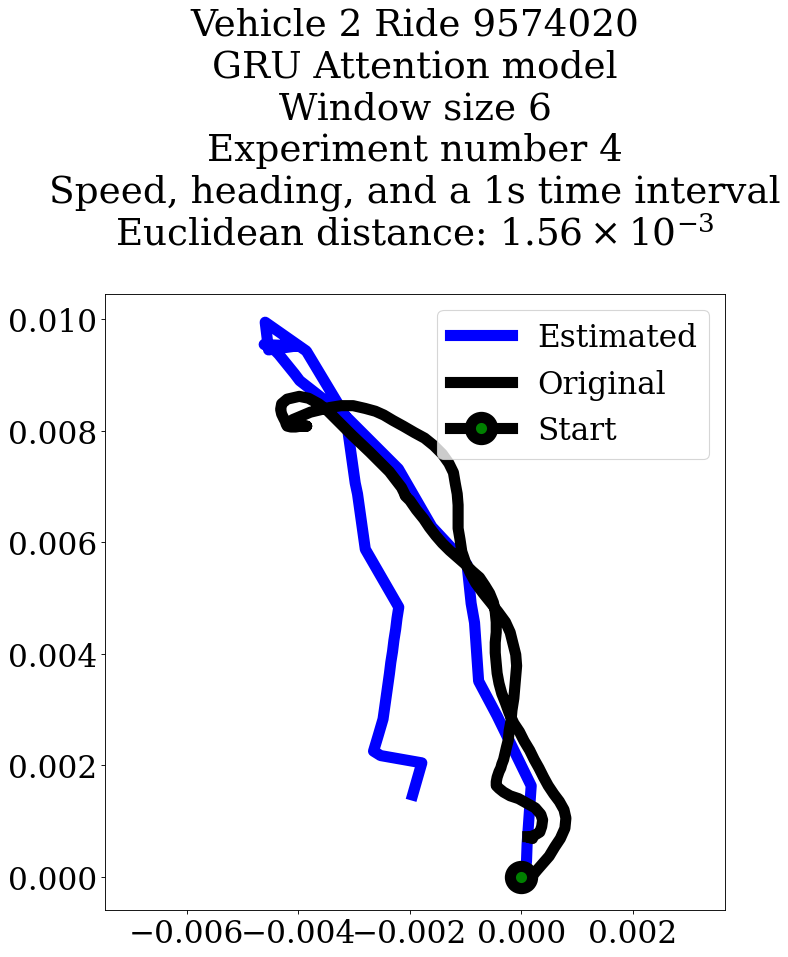 Vehicle 2 Ride 9574020
GRU Attention model
Window size 6
Experiment number 4
Speed, heading, and a 1s time interval
Euclidean distance: 1.56 × 10⁻³
Estimated
Original
Start
0.010
0.008
0.006
0.004
0.002
0.000
−0.006 −0.004 −0.002 0.000 0.002